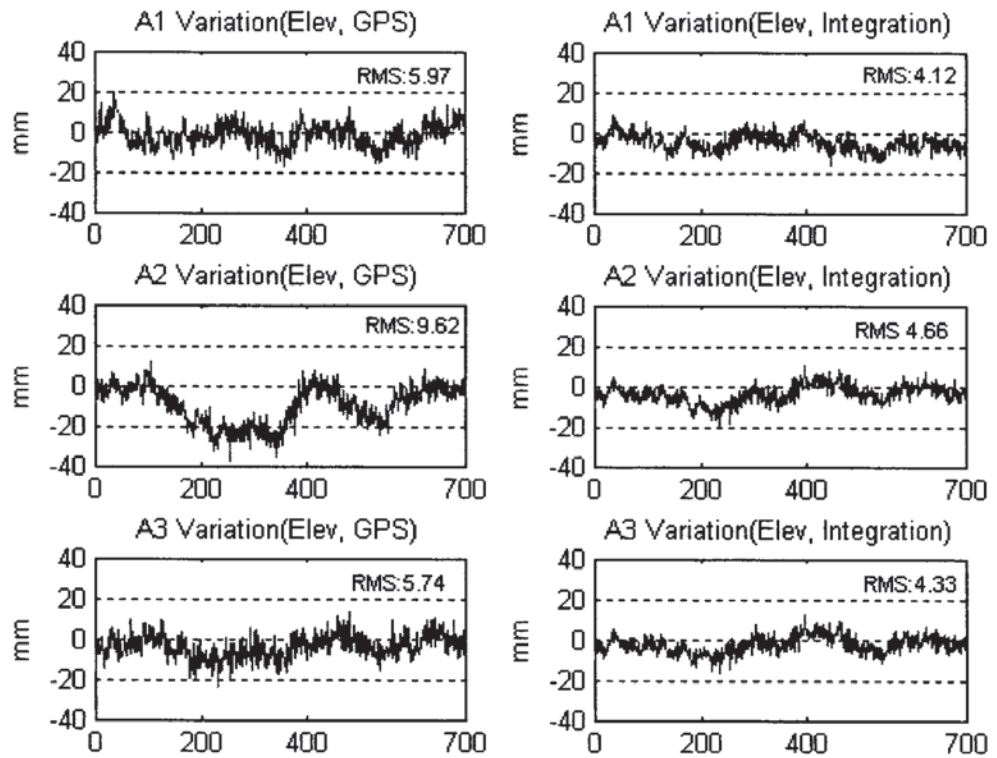 A1 Variation(Elev, GPS)
40
20
0
-20
-40
mm
RMS:5.97
0 200 400 700
A1 Variation(Elev, Integration)
40
20
0
-20
-40
mm
RMS:4.12
0 200 400 700
A2 Variation(Elev, GPS)
40
20
0
-20
-40
mm
RMS:9.62
0 200 400 700
A2 Variation(Elev, Integration)
40
20
0
-20
-40
mm
RMS 4.66
0 200 400 700
A3 Variation(Elev, GPS)
40
20
0
-20
-40
mm
RMS:5.74
0 200 400 700
A3 Variation(Elev, Integration)
40
20
0
-20
-40
mm
RMS:4.33
0 200 400 700